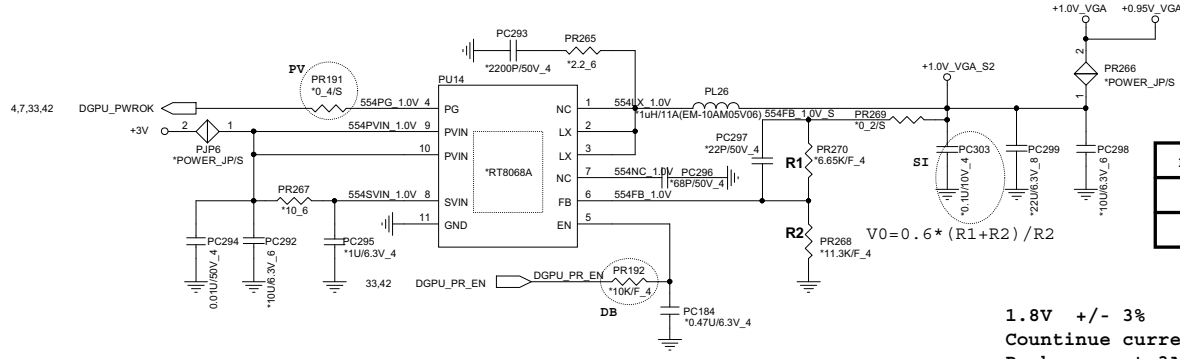 +1.0V_VGA +0.95V_VGA
PC293
*2200P/50V_4
PR265
*2.2_6
PV
PR191
*0_4/S
PU14
+1.0V_VGA_S2
2
PR266
*POWER_JP/S
1
4,7,33,42 DGPU_PWROK
554PG_1.0V 4 PG
NC 1 554LX_1.0V
PL26
*1uH/11A(EM-10AM05V06)
554FB_1.0V_S
PR269
*0_2/S
+3V 2 1
PJP6
*POWER_JP/S
554PVIN_1.0V 9 PVIN
LX 2
10 PVIN
LX 3
*RT8068A
PC297
*22P/50V_4
R1
PR270
*6.65K/F_4
SI
PC303
*0.1U/10V_4
PC299
*22U/6.3V_8
PC298
*10U/6.3V_6
NC 7 554NC_1.0V
PC296
*68P/50V_4
PR267
*10_6
554SVIN_1.0V 8 SVIN
FB 6 554FB_1.0V
11 GND
EN 5
R2
PR268
*11.3K/F_4
V0=0.6*(R1+R2)/R2
PC294
0.01U/50V_4
PC292
*10U/6.3V_6
PC295
*1U/6.3V_4
33,42 DGPU_PR_EN
DGPU_PR_EN
PR192
*10K/F_4
DB
PC184
*0.47U/6.3V_4
1.8V +/- 3%
Countinue curre